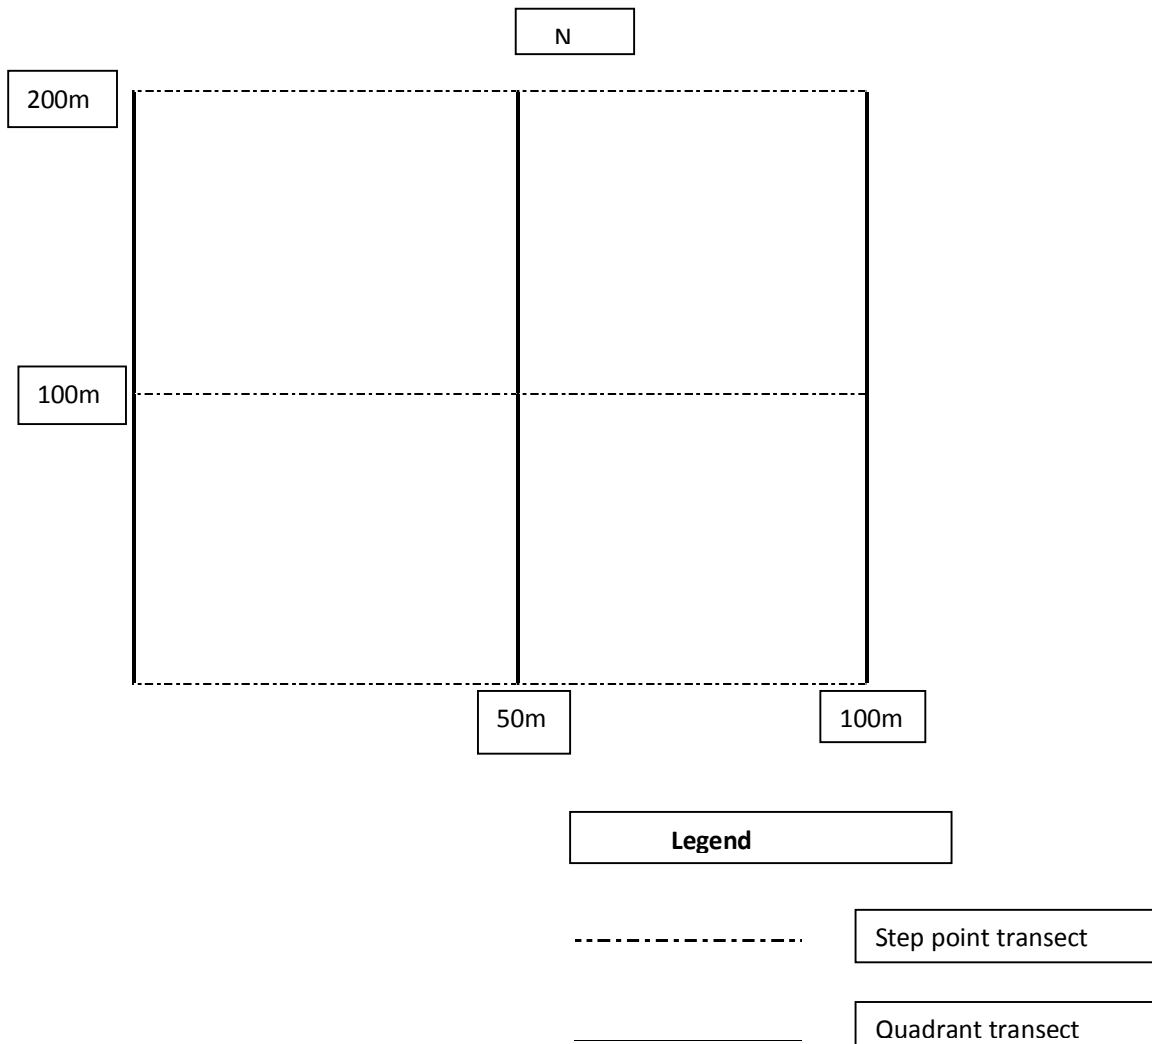 N
200m
100m
50m
100m
Legend
Step point transect
Quadrant transect